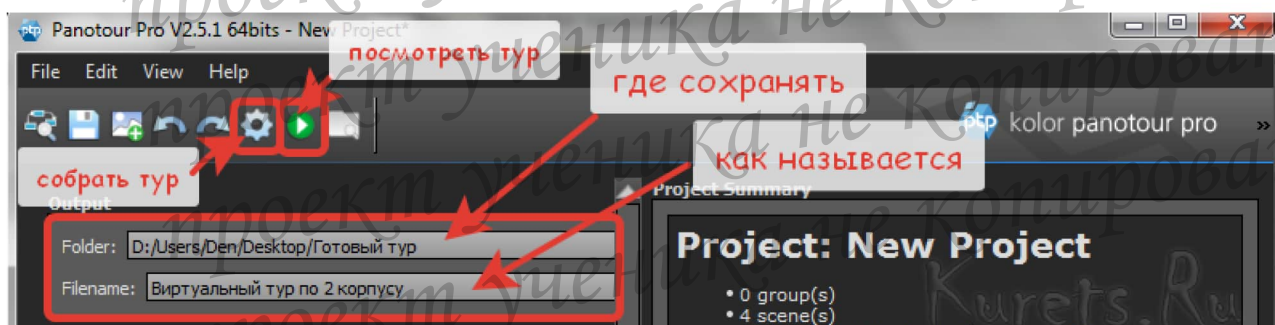 Panotour Pro V2.5.1 64bits - New Project*
посмотреть тур
File Edit View Help
где сохранять
kolor panotour pro »
как называется
собрать тур
Output
Project Summary
Folder: D:/Users/Den/Desktop/Готовый тур
Project: New Project
Filename: Виртуальный тур по 2 корпусу
• 0 group(s)
• 4 scene(s)
проект ученика не копировать
Kurets.Ru